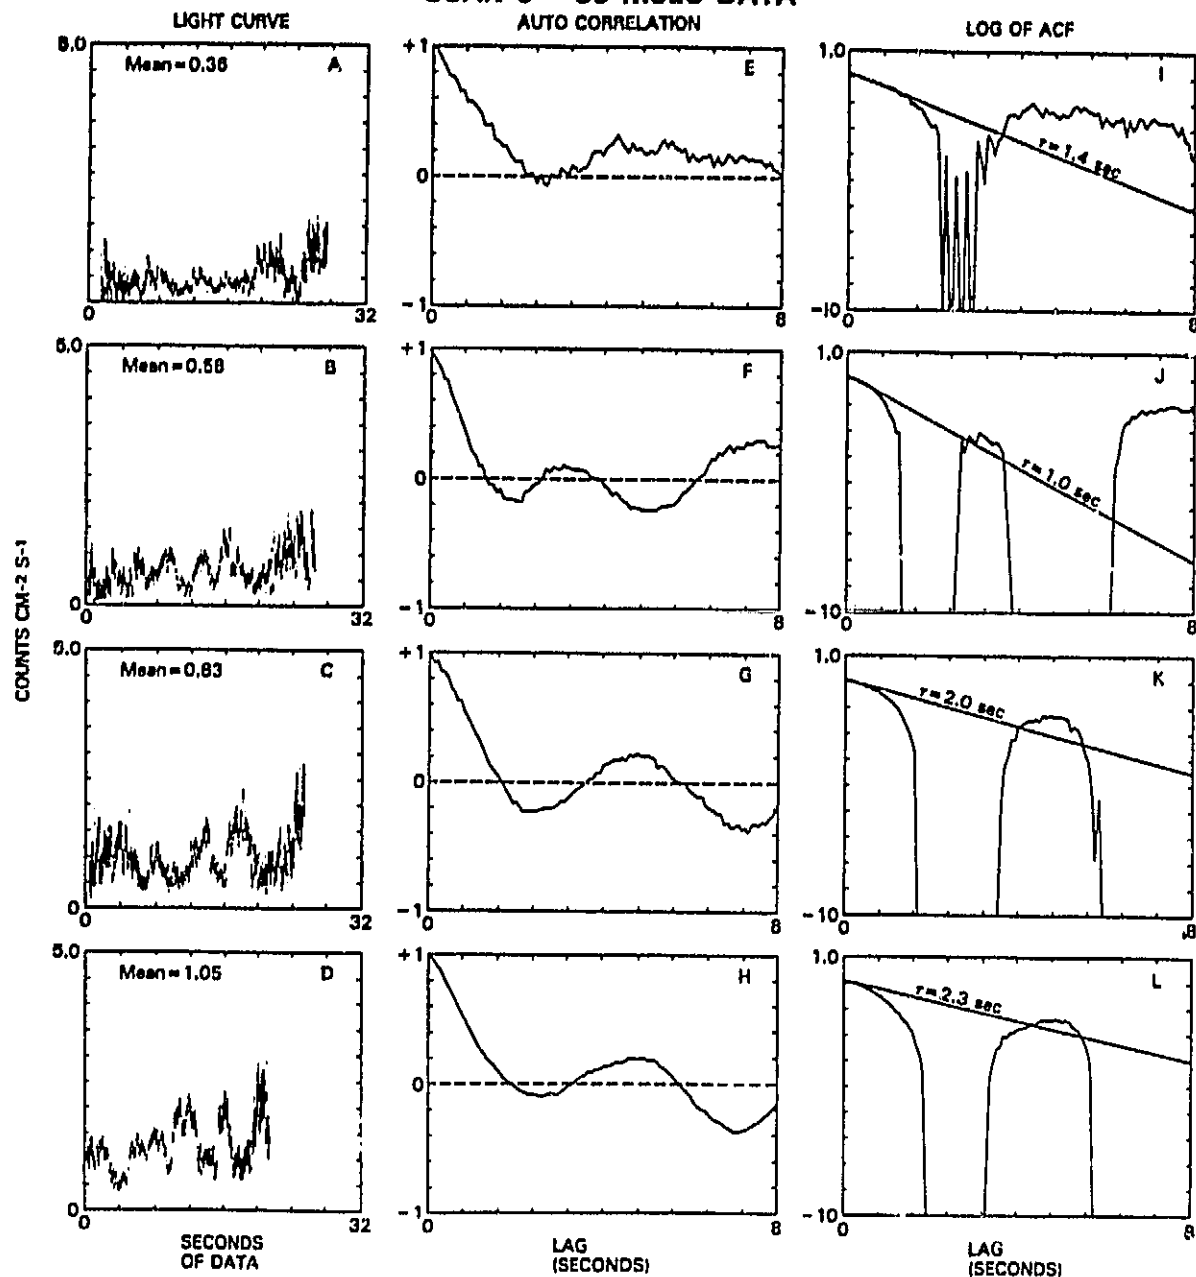 LIGHT CURVE
AUTO CORRELATION
LOG OF ACF
5.0
Mean=0.36
A
0
0
32
+1
E
0
-1
0
8
1.0
I
τ=1.4 sec
-10
0
8
5.0
Mean=0.58
B
0
0
32
+1
F
0
-1
0
8
1.0
J
τ=1.0 sec
-10
0
8
COUNTS CM-2 S-1
5.0
Mean=0.83
C
0
0
32
+1
G
0
-1
0
8
1.0
K
τ=2.0 sec
-10
0
8
5.0
Mean=1.05
D
0
0
32
+1
H
0
-1
0
8
1.0
L
τ=2.3 sec
-10
0
8
SECONDS
OF DATA
LAG
(SECONDS)
LAG
(SECONDS)